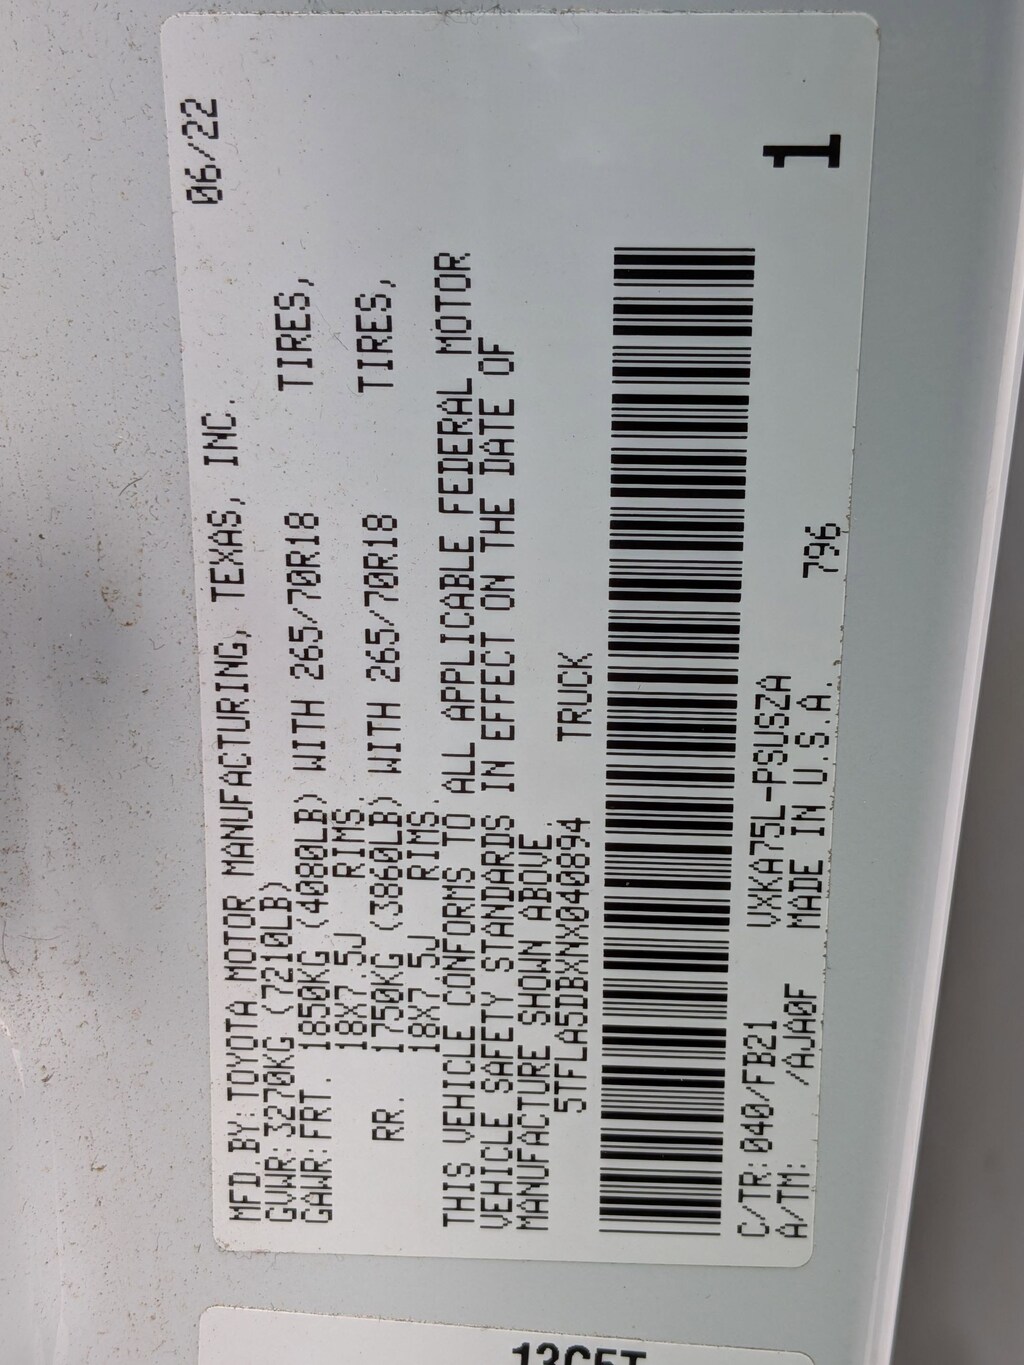 06/22
MFD BY: TOYOTA MOTOR MANUFACTURING, TEXAS, INC.
GVWR: 3270KG (7210LB)
GAWR: FRT. 1850KG (4080LB) WITH 265/70R18 TIRES,
18X7.5J RIMS,
RR. 1750KG (3860LB) WITH 265/70R18 TIRES,
18X7.5J RIMS.
THIS VEHICLE CONFORMS TO ALL APPLICABLE FEDERAL MOTOR
VEHICLE SAFETY STANDARDS IN EFFECT ON THE DATE OF
MANUFACTURE SHOWN ABOVE.
5TFLA5DBXNX040894 TRUCK
C/TR: 040/FB21 VXKA75L-PSUSZA
A/TM: /AJA0F MADE IN U.S.A. 796
1
13C5T